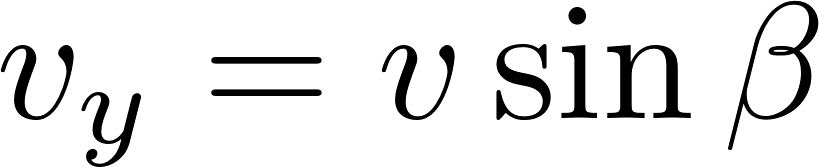 v_y = v sin β